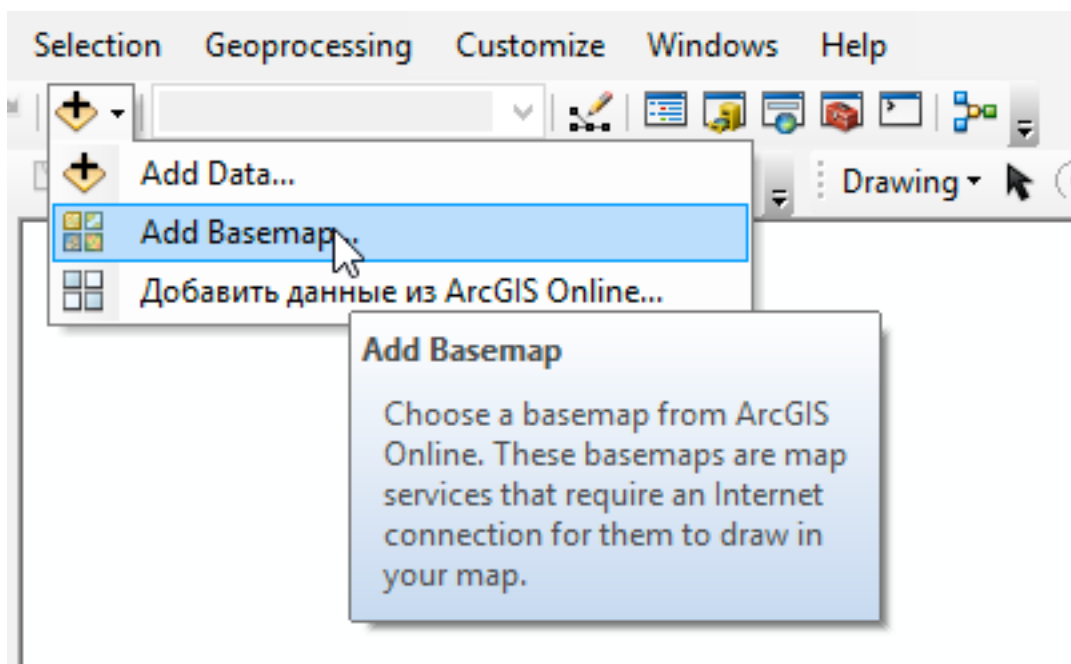 Selection Geoprocessing Customize Windows Help
Add Data...
Drawing
Add Basemap...
Добавить данные из ArcGIS Online...
Add Basemap
Choose a basemap from ArcGIS
Online. These basemaps are map
services that require an Internet
connection for them to draw in
your map.